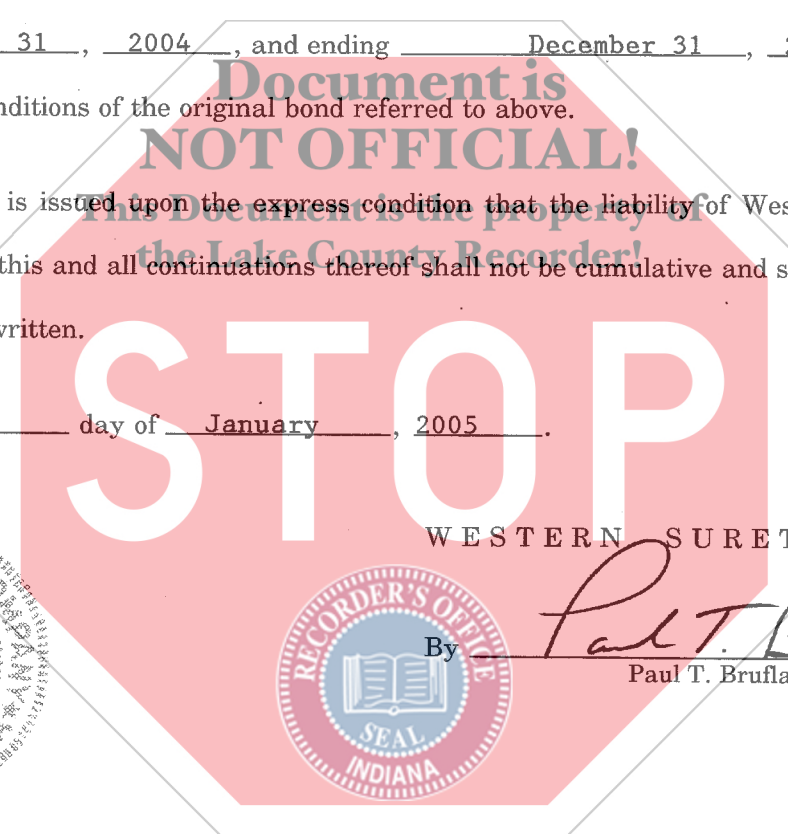 31, 2004, and ending December 31,
Document is
nditions of the original bond referred to above.
NOT OFFICIAL!
is issued upon the express condition that the liability of Wes
This Document is the property of
the Lake County Recorder!
this and all continuations thereof shall not be cumulative and s
written.
STOP
day of January, 2005.
WESTERN SURET
RECORDER'S OFFICE
By Paul T.
Paul T. Brufla
SEAL
INDIANA